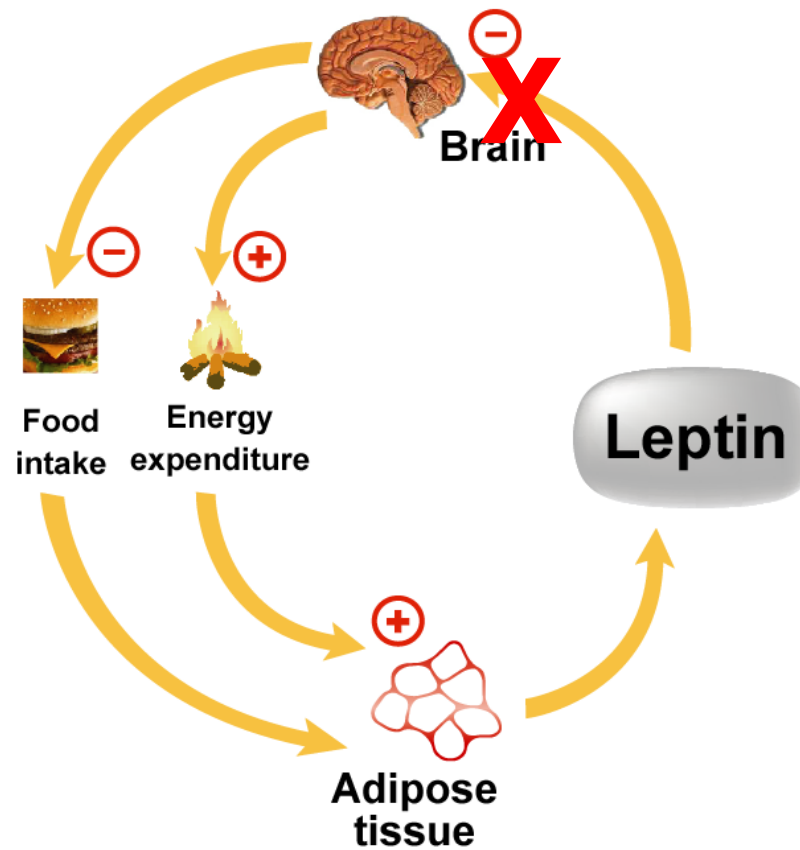 −
X
Brain
−
+
Food
intake
Energy
expenditure
Leptin
+
Adipose
tissue